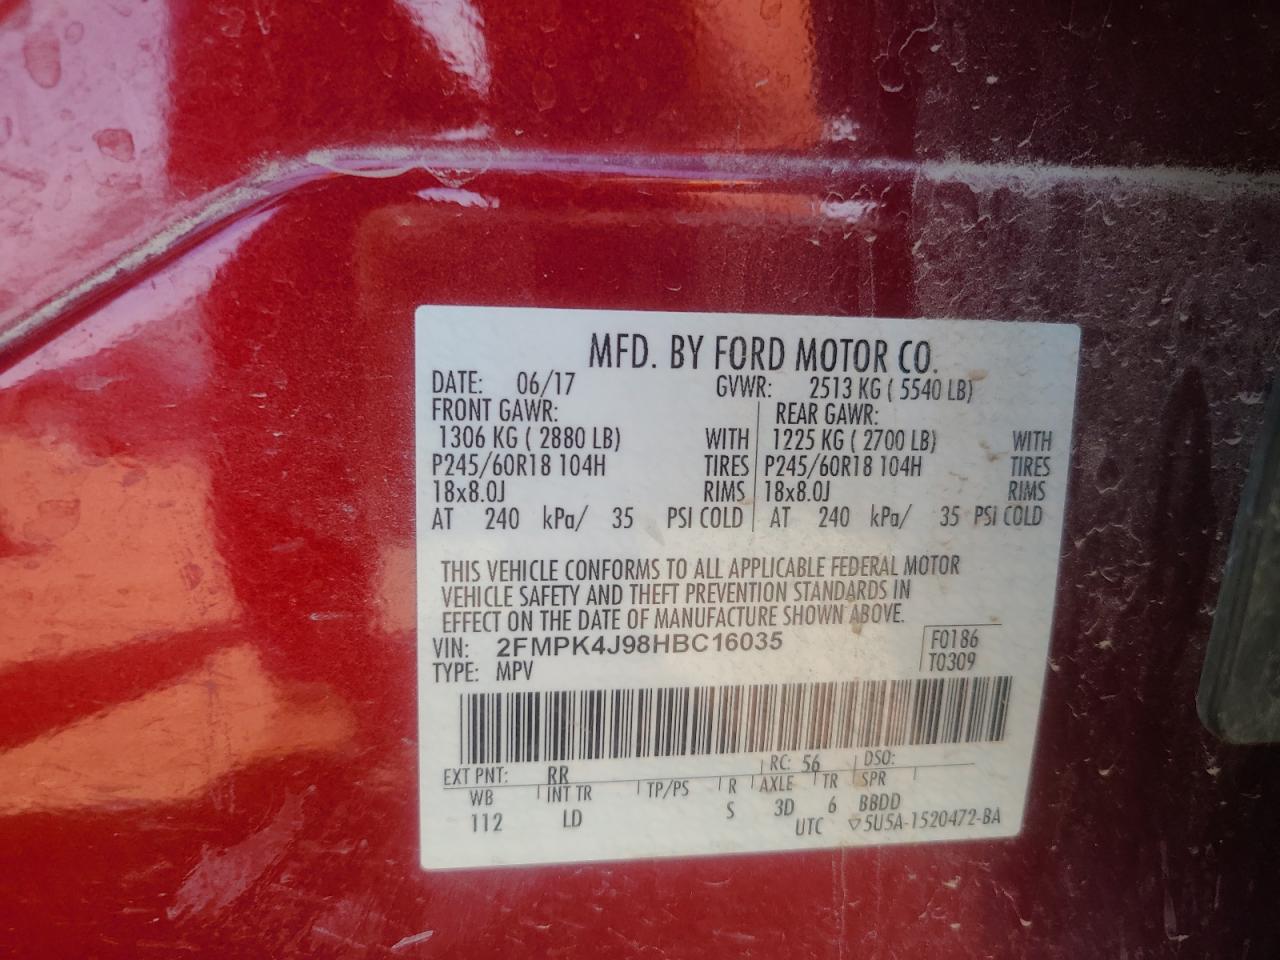 MFD. BY FORD MOTOR CO.
DATE: 06/17 GVWR: 2513 KG ( 5540 LB)
FRONT GAWR: REAR GAWR:
1306 KG ( 2880 LB) WITH 1225 KG ( 2700 LB) WITH
P245/60R18 104H TIRES P245/60R18 104H TIRES
18x8.0J RIMS 18x8.0J RIMS
AT 240 kPa/ 35 PSI COLD AT 240 kPa/ 35 PSI COLD
THIS VEHICLE CONFORMS TO ALL APPLICABLE FEDERAL MOTOR
VEHICLE SAFETY AND THEFT PREVENTION STANDARDS IN
EFFECT ON THE DATE OF MANUFACTURE SHOWN ABOVE.
VIN: 2FMPK4J98HBC16035 F0186
TYPE: MPV T0309
EXT PNT: RR RC: 56 DSO:
WB INT TR TP/PS R AXLE TR SPR
112 LD S 3D 6 BBDD
UTC ▽5U5A-1520472-BA